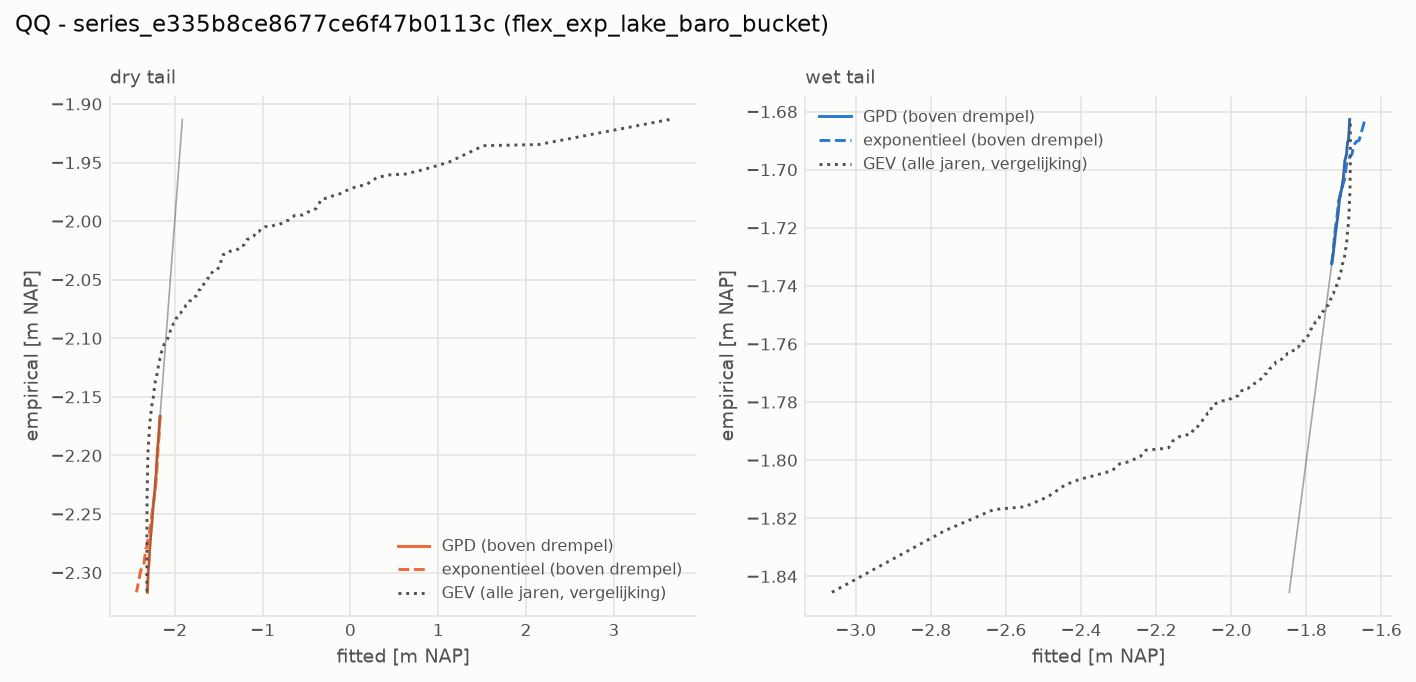 QQ - series_e335b8ce8677ce6f47b0113c (flex_exp_lake_baro_bucket)
dry tail
empirical [m NAP]
−1.90
−1.95
−2.00
−2.05
−2.10
−2.15
−2.20
−2.25
−2.30
GPD (boven drempel)
exponentieel (boven drempel)
GEV (alle jaren, vergelijking)
−2
−1
0
1
2
3
fitted [m NAP]
wet tail
empirical [m NAP]
−1.68
−1.70
−1.72
−1.74
−1.76
−1.78
−1.80
−1.82
−1.84
GPD (boven drempel)
exponentieel (boven drempel)
GEV (alle jaren, vergelijking)
−3.0
−2.8
−2.6
−2.4
−2.2
−2.0
−1.8
−1.6
fitted [m NAP]